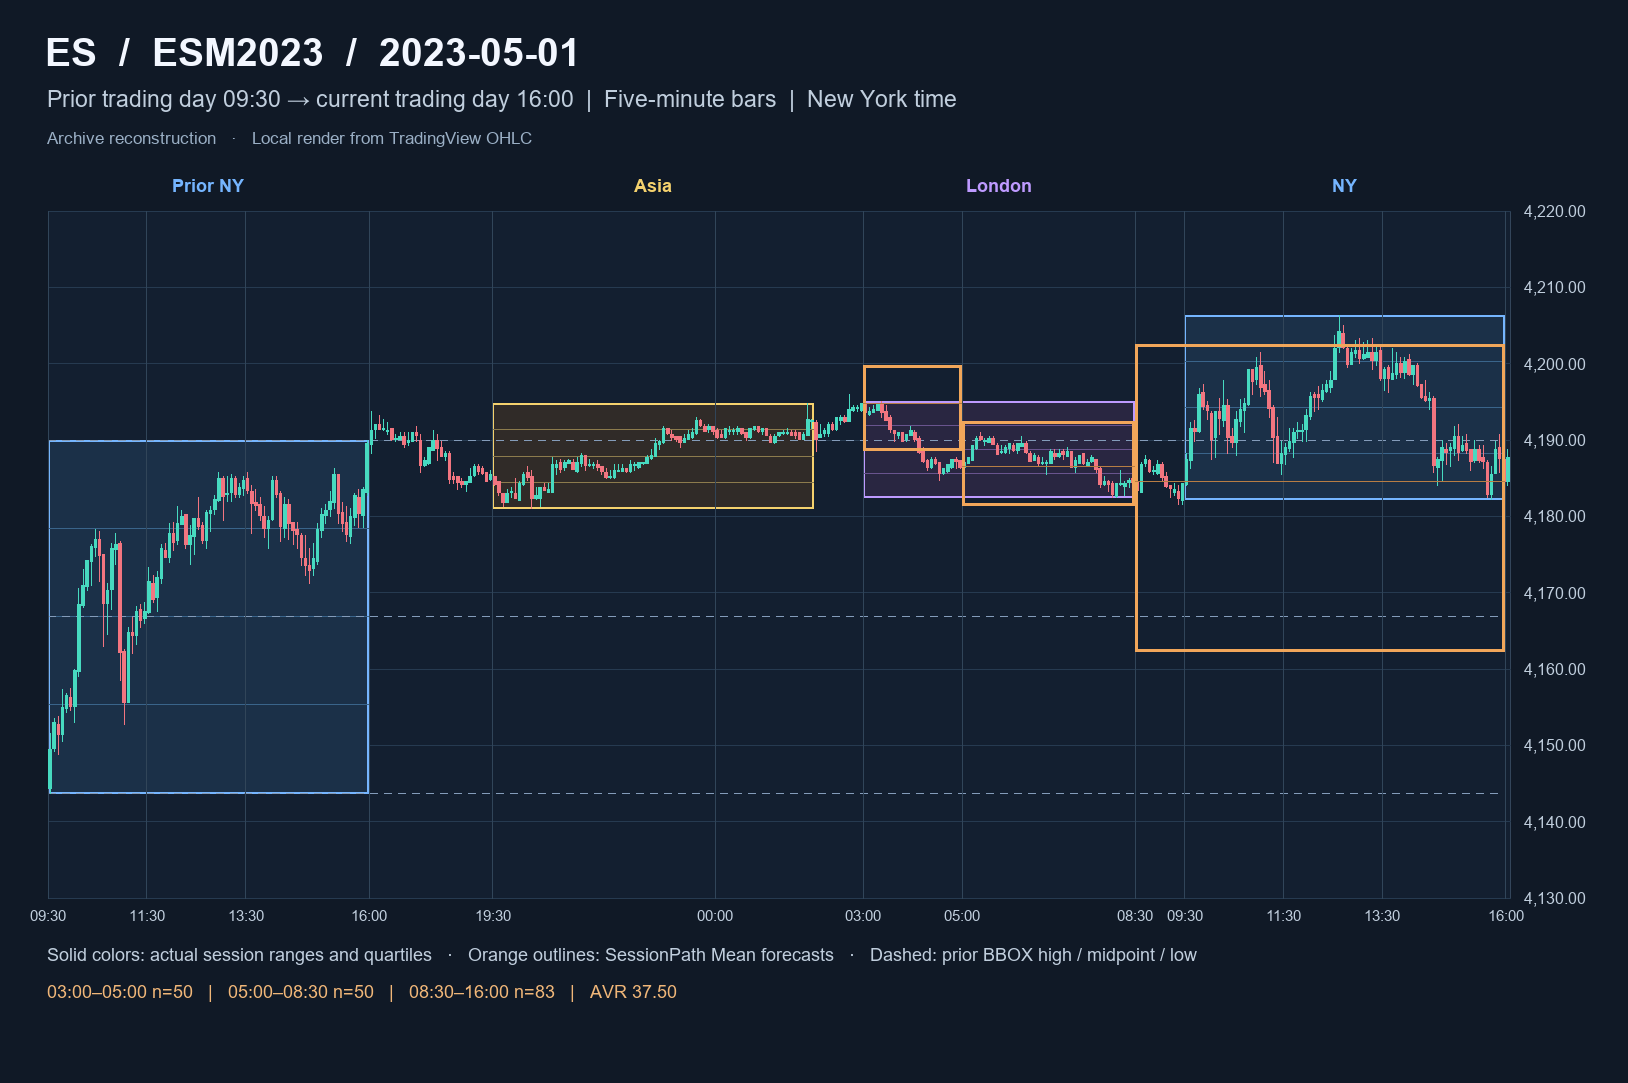 ES / ESM2023 / 2023-05-01
Prior trading day 09:30 → current trading day 16:00 | Five-minute bars | New York time
Archive reconstruction · Local render from TradingView OHLC
Prior NY Asia London NY
4,220.00
4,210.00
4,200.00
4,190.00
4,180.00
4,170.00
4,160.00
4,150.00
4,140.00
4,130.00
09:30 11:30 13:30 16:00 19:30 00:00 03:00 05:00 08:30 09:30 11:30 13:30 16:00
Solid colors: actual session ranges and quartiles · Orange outlines: SessionPath Mean forecasts · Dashed: prior BBOX high / midpoint / low
03:00–05:00 n=50 | 05:00–08:30 n=50 | 08:30–16:00 n=83 | AVR 37.50